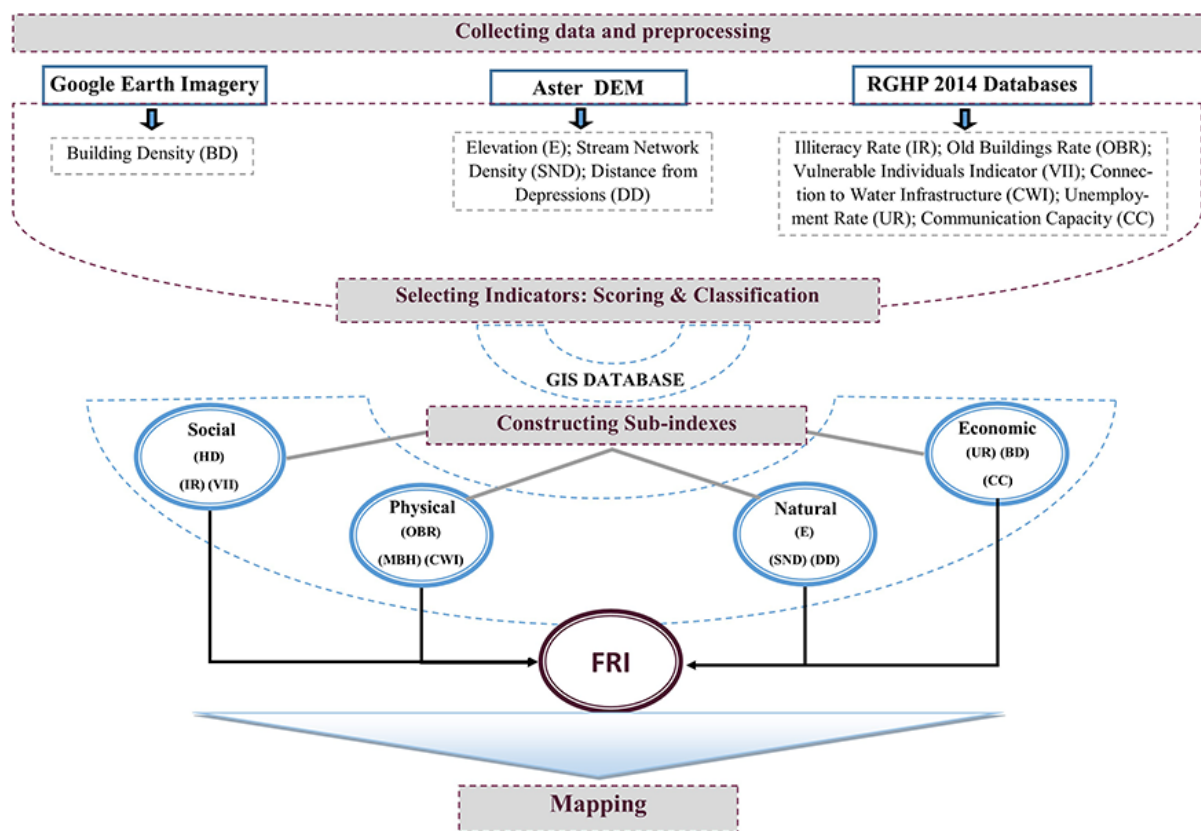 Collecting data and preprocessing
Google Earth Imagery
Building Density (BD)
Aster DEM
Elevation (E); Stream Network
Density (SND); Distance from
Depressions (DD)
RGHP 2014 Databases
Illiteracy Rate (IR); Old Buildings Rate (OBR);
Vulnerable Individuals Indicator (VII); Connec-
tion to Water Infrastructure (CWI); Unemploy-
ment Rate (UR); Communication Capacity (CC)
Selecting Indicators: Scoring & Classification
GIS DATABASE
Constructing Sub-indexes
Social
(HD)
(IR) (VII)
Physical
(OBR)
(MBH) (CWI)
Natural
(E)
(SND) (DD)
Economic
(UR) (BD)
(CC)
FRI
Mapping